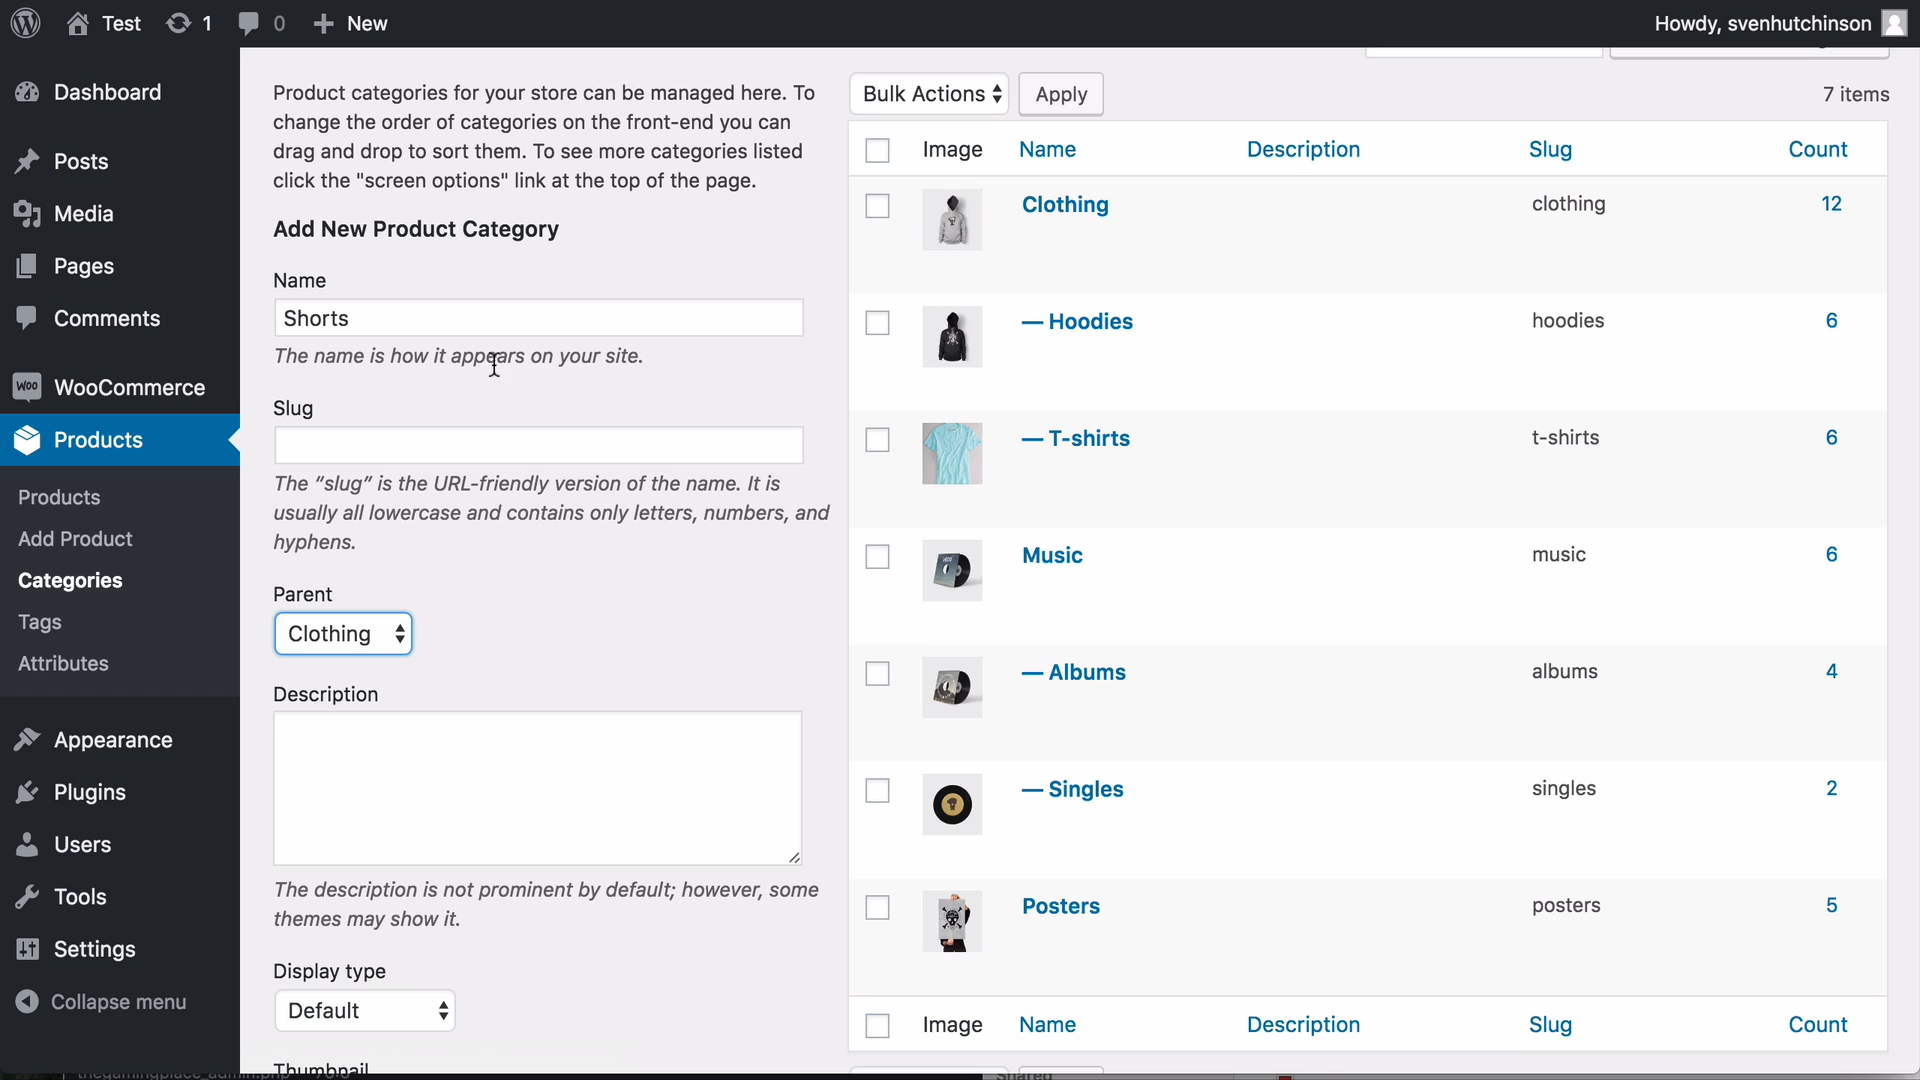 Test 1 0 New
Howdy, svenhutchinson
Dashboard
Posts
Media
Pages
Comments
WooCommerce
Products
Products
Add Product
Categories
Tags
Attributes
Appearance
Plugins
Users
Tools
Settings
Collapse menu
Product categories for your store can be managed here. To
change the order of categories on the front-end you can
drag and drop to sort them. To see more categories listed
click the "screen options" link at the top of the page.
Add New Product Category
Name
Shorts
The name is how it appears on your site.
Slug
The “slug” is the URL-friendly version of the name. It is
usually all lowercase and contains only letters, numbers, and
hyphens.
Parent
Clothing
Description
The description is not prominent by default; however, some
themes may show it.
Display type
Default
Thumbnail
Bulk Actions Apply 7 items
Image Name Description Slug Count
Clothing clothing 12
— Hoodies hoodies 6
— T-shirts t-shirts 6
Music music 6
— Albums albums 4
— Singles singles 2
Posters posters 5
Image Name Description Slug Count